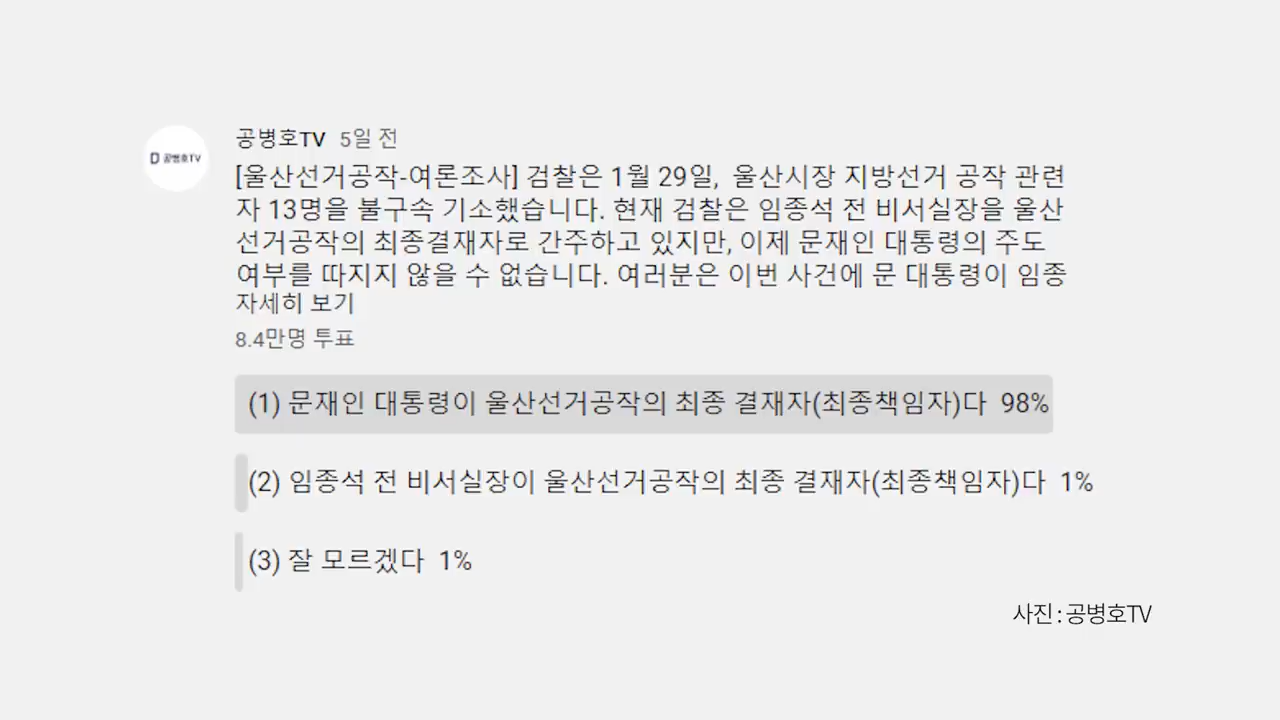 공병호TV 5일 전
D 공병호TV
[울산선거공작-여론조사] 검찰은 1월 29일, 울산시장 지방선거 공작 관련
자 13명을 불구속 기소했습니다. 현재 검찰은 임종석 전 비서실장을 울산
선거공작의 최종결재자로 간주하고 있지만, 이제 문재인 대통령의 주도
여부를 따지지 않을 수 없습니다. 여러분은 이번 사건에 문 대통령이 임종
자세히 보기
8.4만명 투표
(1) 문재인 대통령이 울산선거공작의 최종 결재자(최종책임자)다 98%
(2) 임종석 전 비서실장이 울산선거공작의 최종 결재자(최종책임자)다 1%
(3) 잘 모르겠다 1%
사진 : 공병호TV